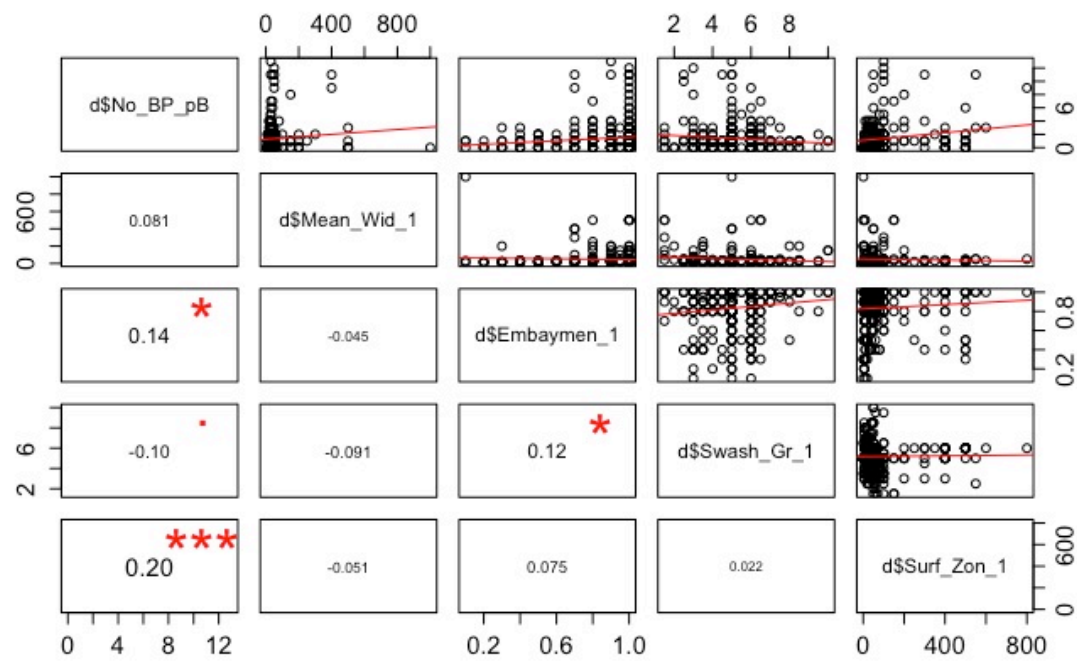 0 400 800
2 4 6 8
d$No_BP_pB
0 6
0 600
0.081
d$Mean_Wid_1
0.14
*
-0.045
d$Embaymen_1
0.2 0.8
2 6
-0.10
.
-0.091
0.12
*
d$Swash_Gr_1
0.20
***
-0.051
0.075
0.022
d$Surf_Zon_1
0 600
0 4 8 12
0.2 0.6 1.0
0 400 800